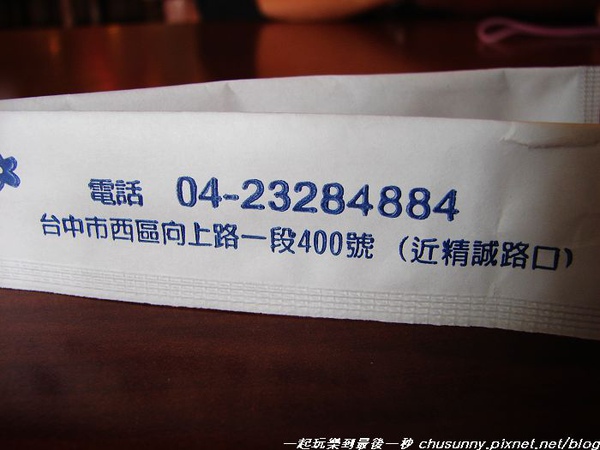 電話 04-23284884
台中市西區向上路一段400號 (近精誠路口)
一起玩樂到最後一秒 chusunny.pixnet.net/blog